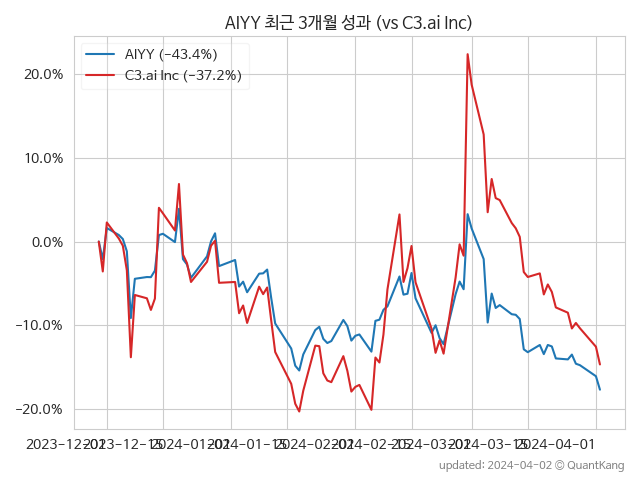 AIYY 최근 3개월 성과 (vs C3.ai Inc)
AIYY (−43.4%)
C3.ai Inc (−37.2%)
20.0%
10.0%
0.0%
−10.0%
−20.0%
2023−12−01 2023−12−15 2024−01−01 2024−01−15 2024−02−01 2024−02−15 2024−03−01 2024−03−15 2024−04−01
updated: 2024−04−02 © QuantKang